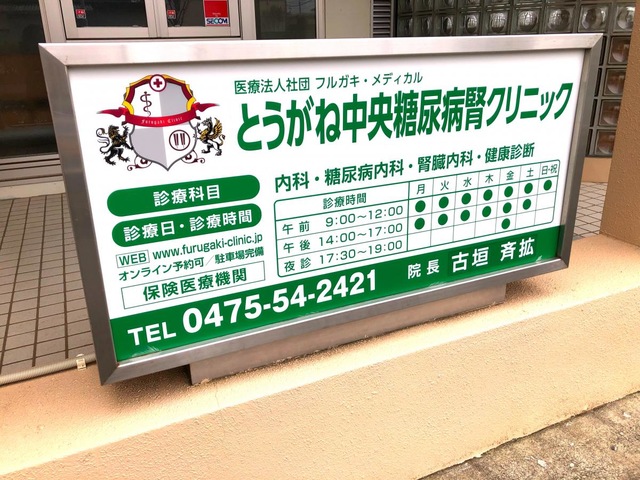 SECOM
Furugaki Clinic
医療法人社団 フルガキ・メディカル
とうがね中央糖尿病腎クリニック
診療科目
内科・糖尿病内科・腎臓内科・健康診断
診療日・診療時間
診療時間 月 火 水 木 金 土 日・祝
午前 9:00〜12:00 ● ● ● ● ● ● ●
午後 14:00〜17:00 ● ● ● ● ● ●
夜診 17:30〜19:00 ●
WEB www.furugaki-clinic.jp
オンライン予約可／駐車場完備
保険医療機関
TEL 0475-54-2421
院長 古垣 斉拡